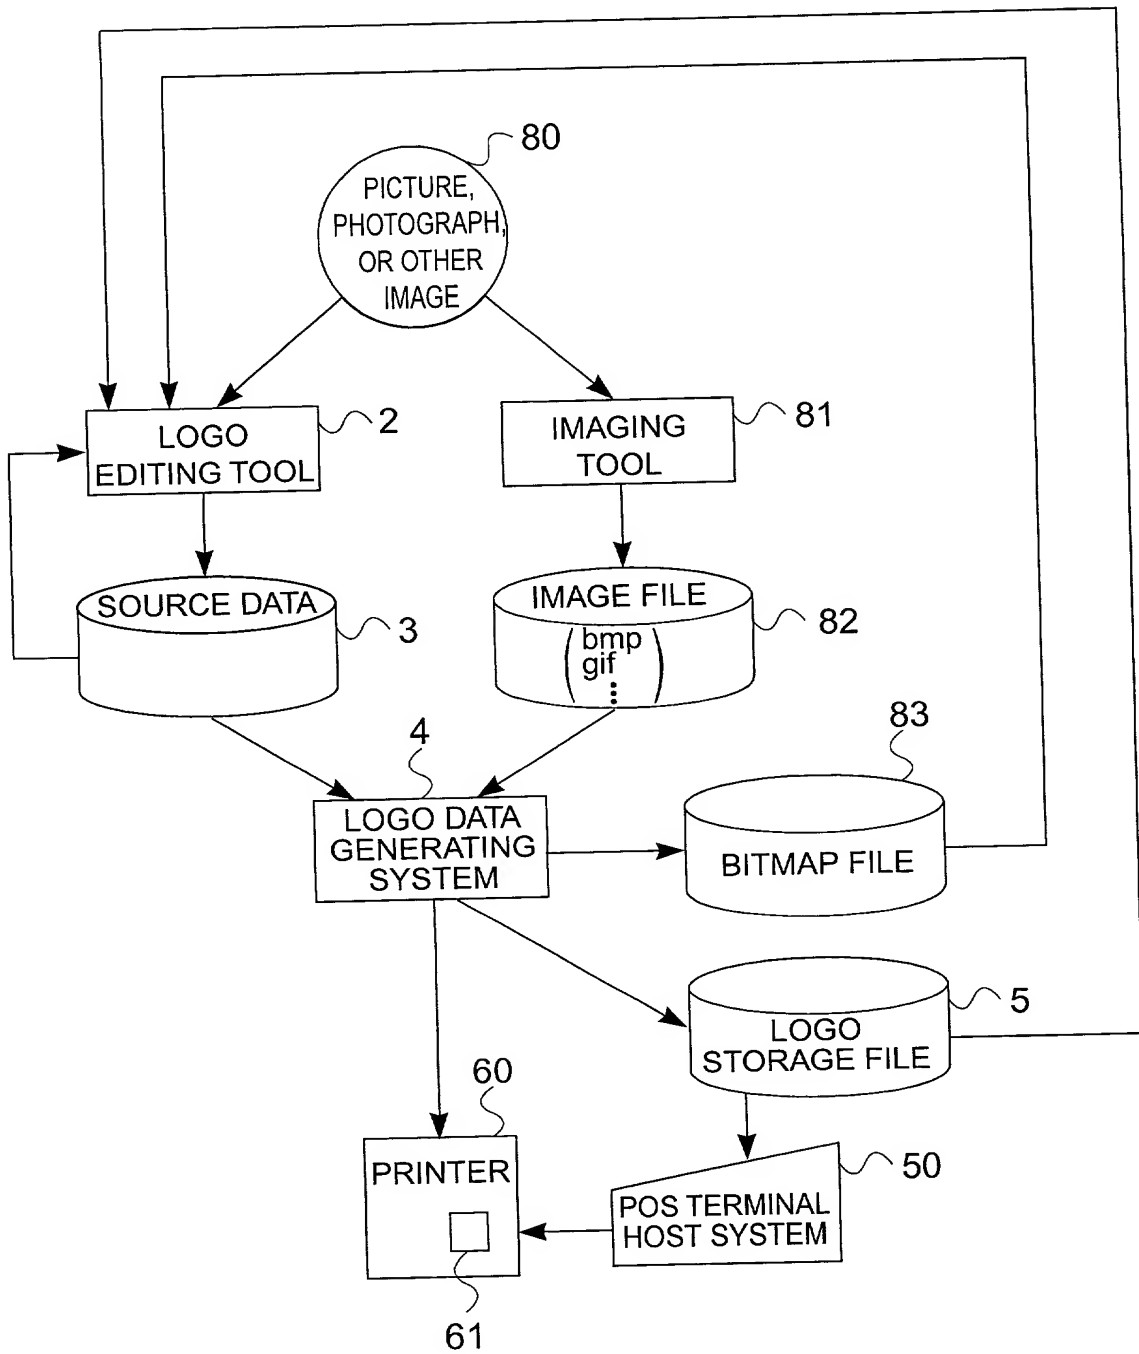 80
PICTURE,
PHOTOGRAPH,
OR OTHER
IMAGE
2
LOGO
EDITING TOOL
81
IMAGING
TOOL
SOURCE DATA
3
IMAGE FILE
bmp
gif
⋮
82
4
LOGO DATA
GENERATING
SYSTEM
83
BITMAP FILE
5
LOGO
STORAGE FILE
60
PRINTER
61
50
POS TERMINAL
HOST SYSTEM